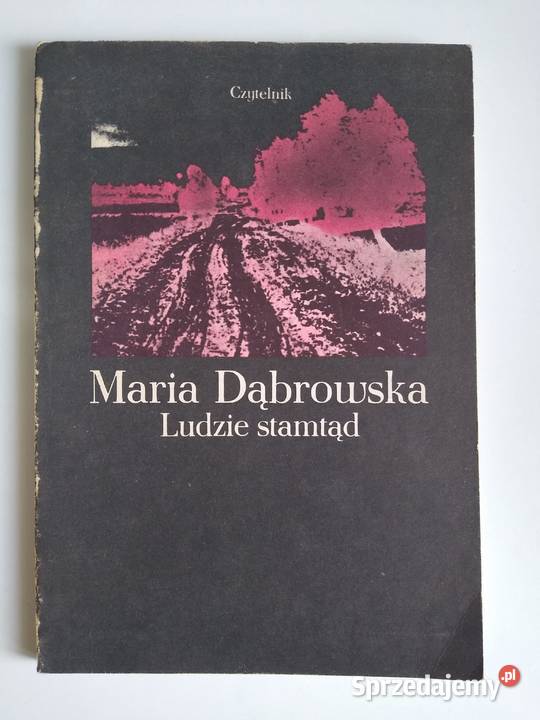 Czytelnik
Maria Dąbrowska
Ludzie stamtąd
Sprzedajemy.pl